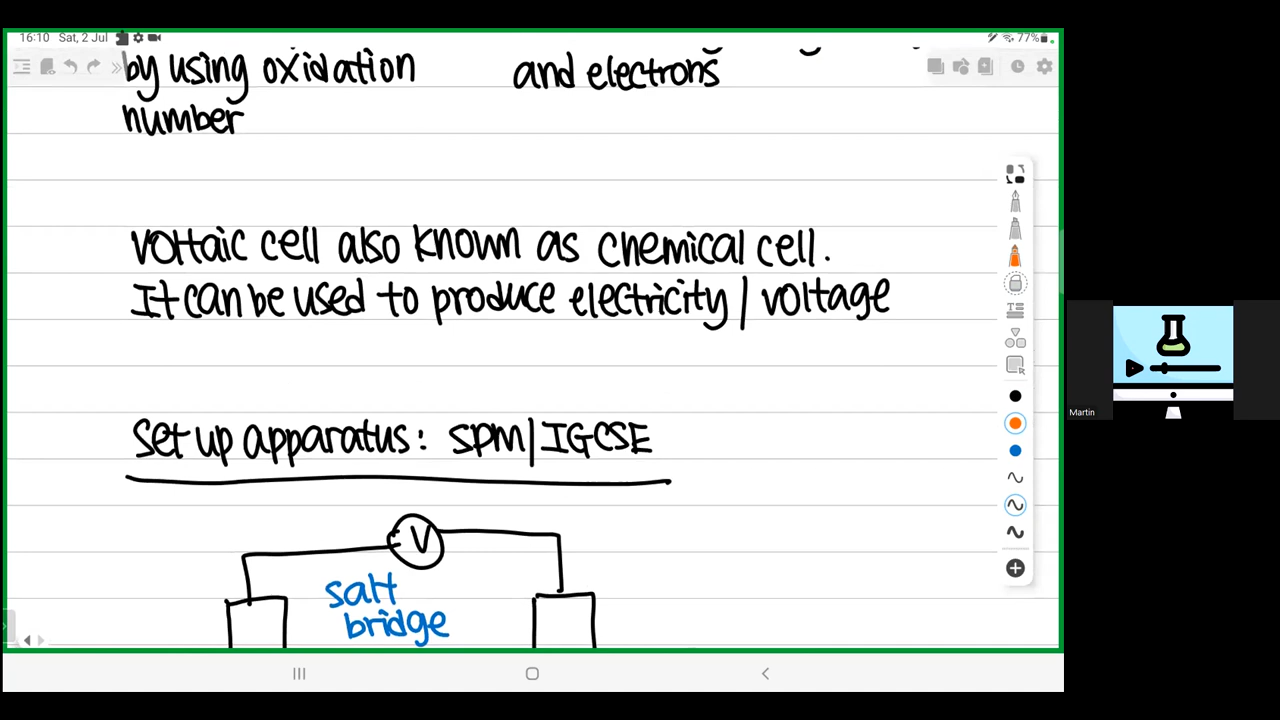 16:10 Sat, 2 Jul
77%
by using oxidation
and electrons
number
Voltaic cell also known as chemical cell.
It can be used to produce electricity / voltage
Set up apparatus: SPM/IGCSE
V
salt
bridge
Martin